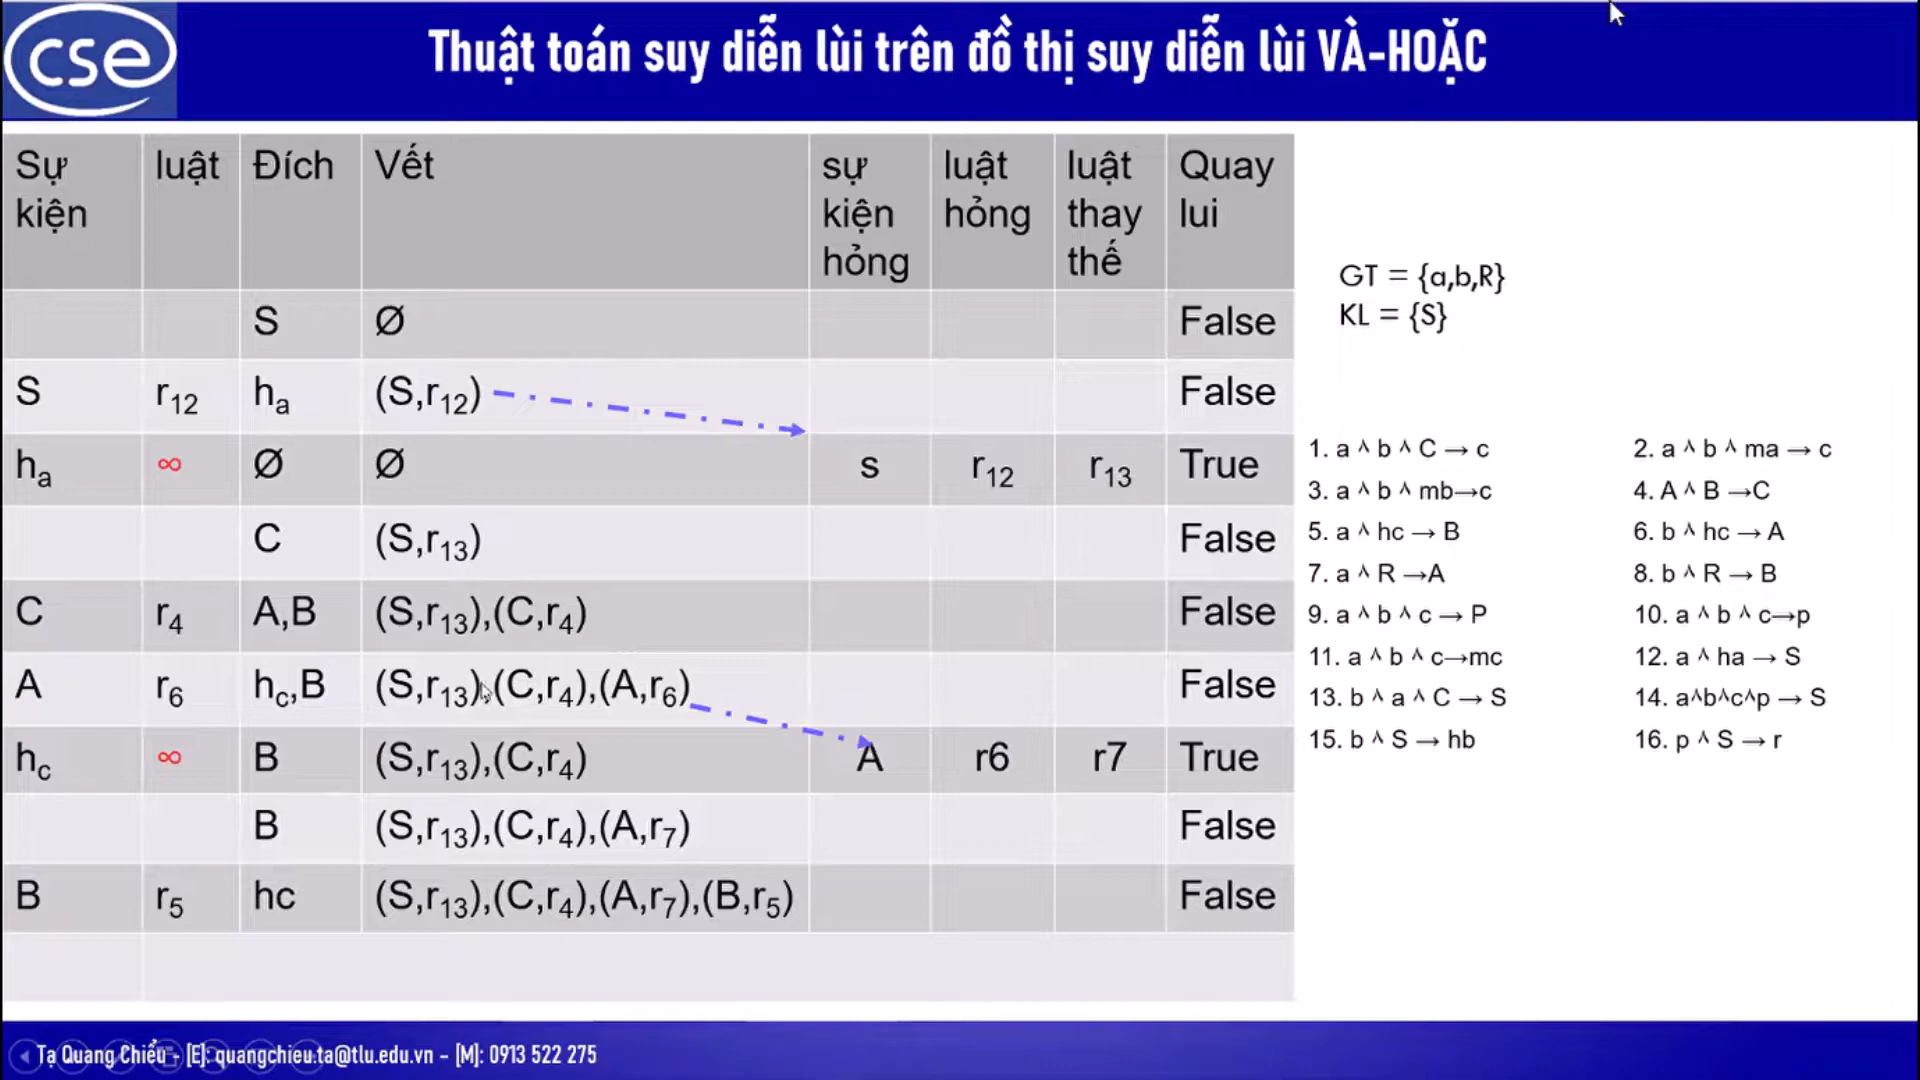 cse
Thuật toán suy diễn lùi trên đồ thị suy diễn lùi VÀ-HOẶC
Sự kiện luật Đích Vết sự kiện hỏng luật hỏng luật thay thế Quay lui
S Ø False
S r12 ha (S,r12) False
ha ∞ Ø Ø s r12 r13 True
C (S,r13) False
C r4 A,B (S,r13),(C,r4) False
A r6 hc,B (S,r13),(C,r4),(A,r6) False
hc ∞ B (S,r13),(C,r4) A r6 r7 True
B (S,r13),(C,r4),(A,r7) False
B r5 hc (S,r13),(C,r4),(A,r7),(B,r5) False
GT = {a,b,R}
KL = {S}
1. a ^ b ^ C → c 2. a ^ b ^ ma → c
3. a ^ b ^ mb→c 4. A ^ B →C
5. a ^ hc → B 6. b ^ hc → A
7. a ^ R →A 8. b ^ R → B
9. a ^ b ^ c → P 10. a ^ b ^ c→p
11. a ^ b ^ c→mc 12. a ^ ha → S
13. b ^ a ^ C → S 14. a^b^c^p → S
15. b ^ S → hb 16. p ^ S → r
Tạ Quang Chiểu - [E]: quangchieu.ta@tlu.edu.vn - [M]: 0913 522 275